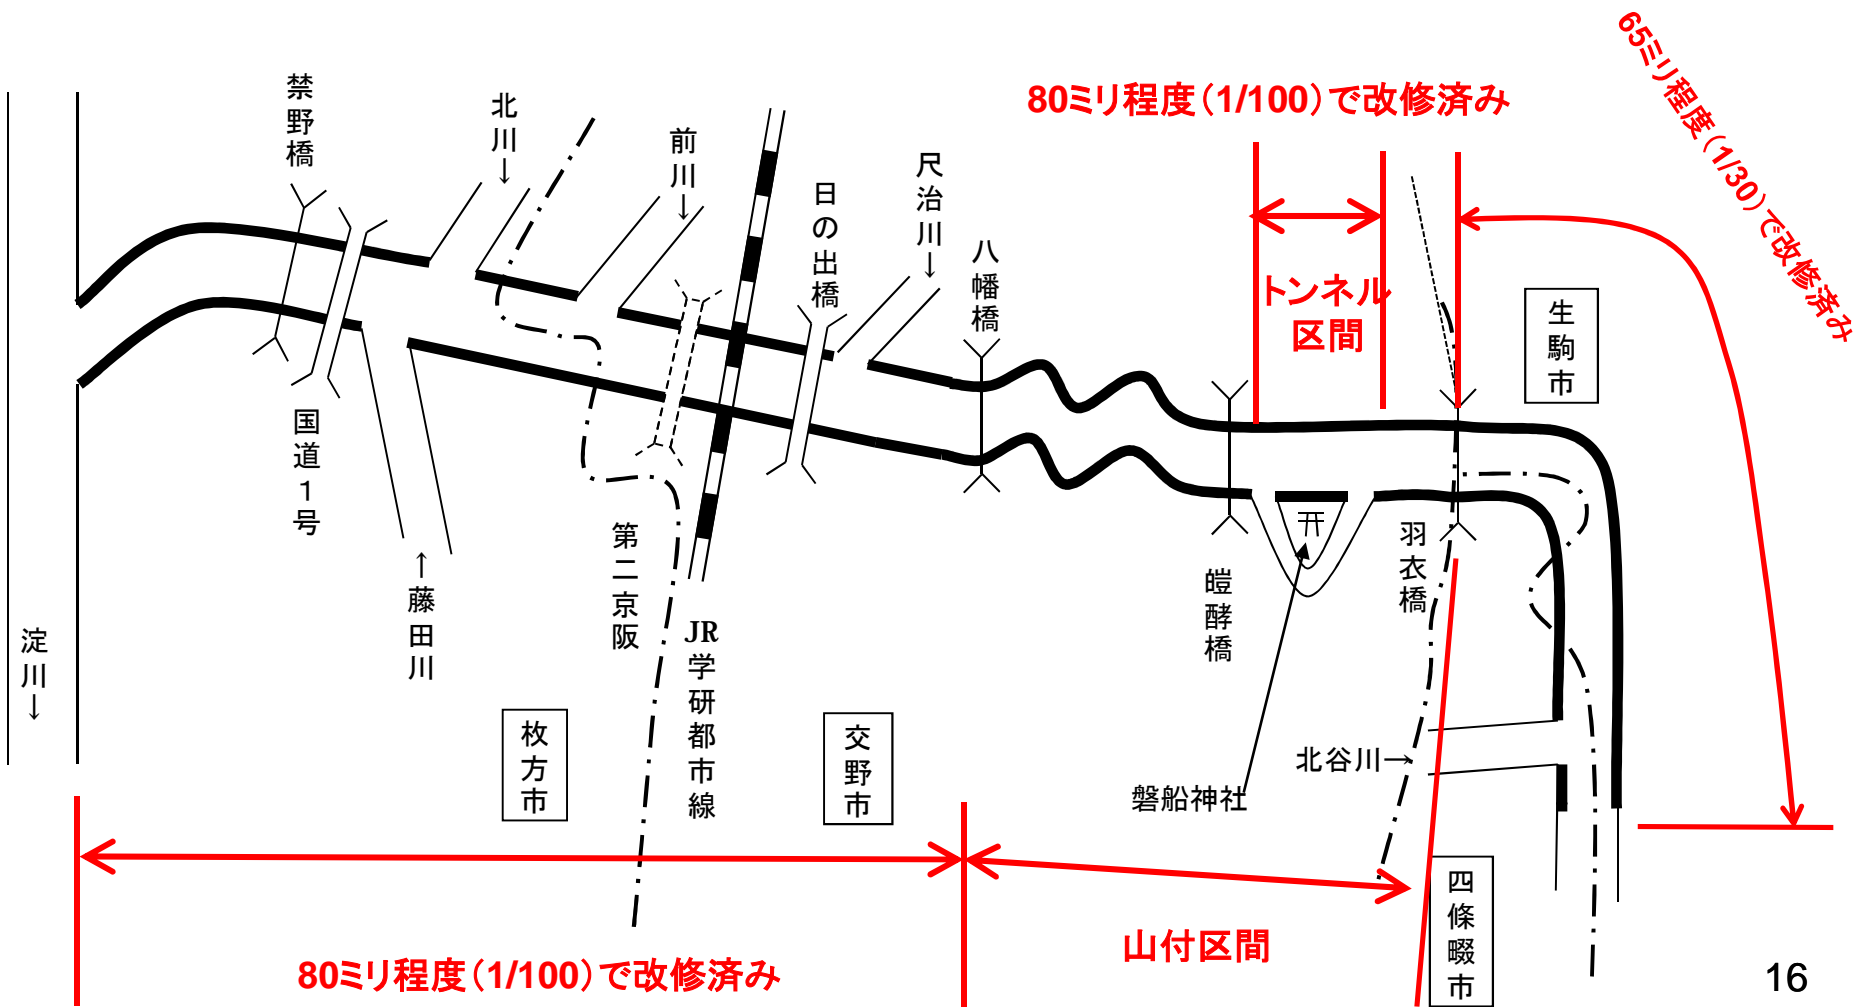 禁野橋
北川→
前川→
80ミリ程度(1/100)で改修済み
65ミリ程度(1/30)で改修済み
日の出橋
尺治川→
八幡橋
トンネル
区間
生駒市
国道1号
第二京阪
羽衣橋
←藤田川
磑酵橋
淀川→
JR学研都市線
枚方市
交野市
北谷川→
磐船神社
四條畷市
山付区間
80ミリ程度(1/100)で改修済み
16